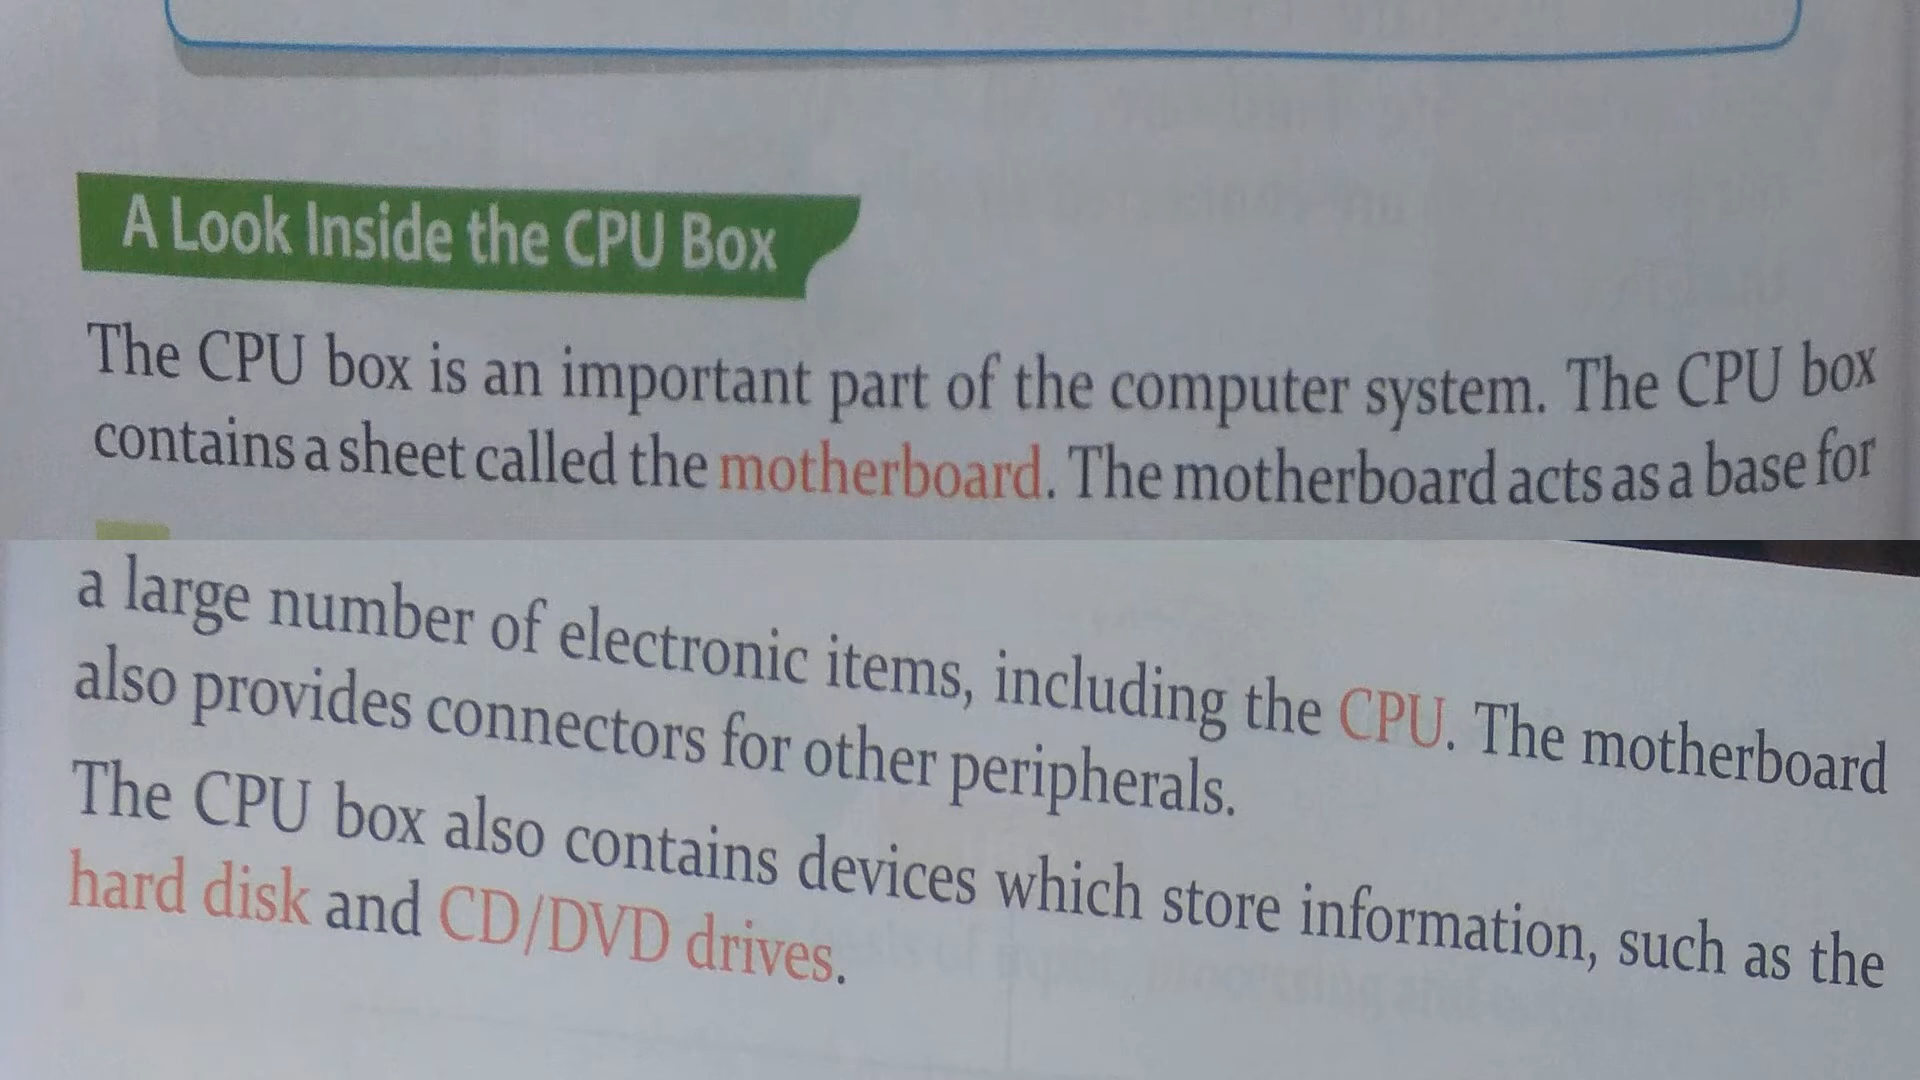 A Look Inside the CPU Box
The CPU box is an important part of the computer system. The CPU box
contains a sheet called the motherboard. The motherboard acts as a base for
a large number of electronic items, including the CPU. The motherboard
also provides connectors for other peripherals.
The CPU box also contains devices which store information, such as the
hard disk and CD/DVD drives.